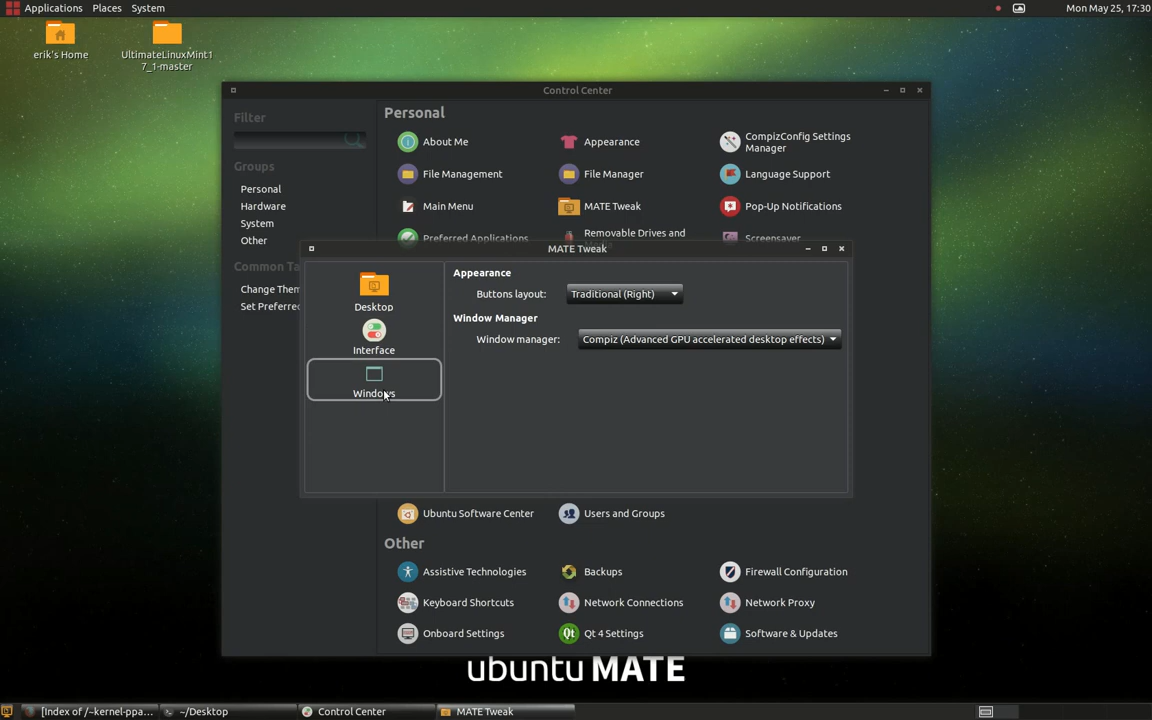 Applications Places System
Mon May 25, 17:30
erik's Home
UltimateLinuxMint1
7_1-master
Control Center
Filter
Groups
Personal
Hardware
System
Other
Common Ta
Change Them
Set Preferred
Personal
About Me
Appearance
CompizConfig Settings
Manager
File Management
File Manager
Language Support
Main Menu
MATE Tweak
Pop-Up Notifications
Preferred Applications
Removable Drives and
Screensaver
MATE Tweak
Desktop
Interface
Windows
Appearance
Buttons layout: Traditional (Right)
Window Manager
Window manager: Compiz (Advanced GPU accelerated desktop effects)
Ubuntu Software Center
Users and Groups
Other
Assistive Technologies
Backups
Firewall Configuration
Keyboard Shortcuts
Network Connections
Network Proxy
Onboard Settings
Qt Qt 4 Settings
Software & Updates
ubuntu MATE
[Index of /~kernel-ppa...
~/Desktop
Control Center
MATE Tweak